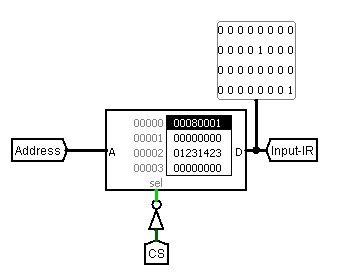 0 0 0 0 0 0 0 0
0 0 0 0 1 0 0 0
0 0 0 0 0 0 0 0
0 0 0 0 0 0 0 1
00000 00080001
00001 00000000
Address A 00002 01231423 D Input-IR
00003 00000000
sel
CS